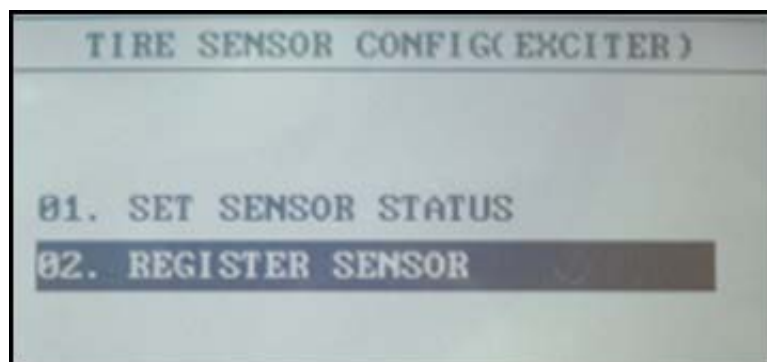 TIRE SENSOR CONFIG(EXCITER)
01. SET SENSOR STATUS
02. REGISTER SENSOR